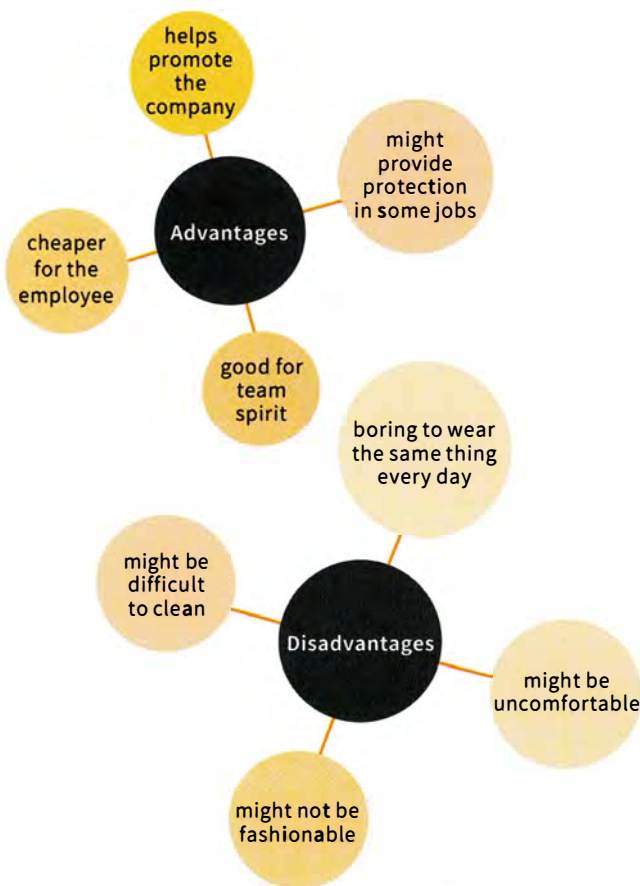 helps
promote
the
company
might
provide
protection
in some jobs
Advantages
cheaper
for the
employee
good for
team
spirit
boring to wear
the same thing
every day
might be
difficult
to clean
Disadvantages
might be
uncomfortable
might not be
fashionable